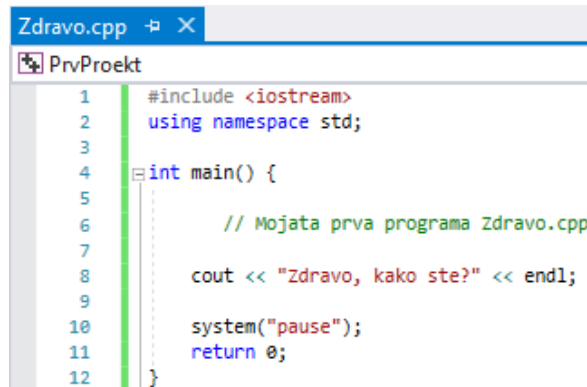 Zdravo.cpp
PrvProekt
1 #include <iostream>
2 using namespace std;
3
4 int main() {
5
6 // Mojata prva programa Zdravo.cpp
7
8 cout << "Zdravo, kako ste?" << endl;
9
10 system("pause");
11 return 0;
12 }